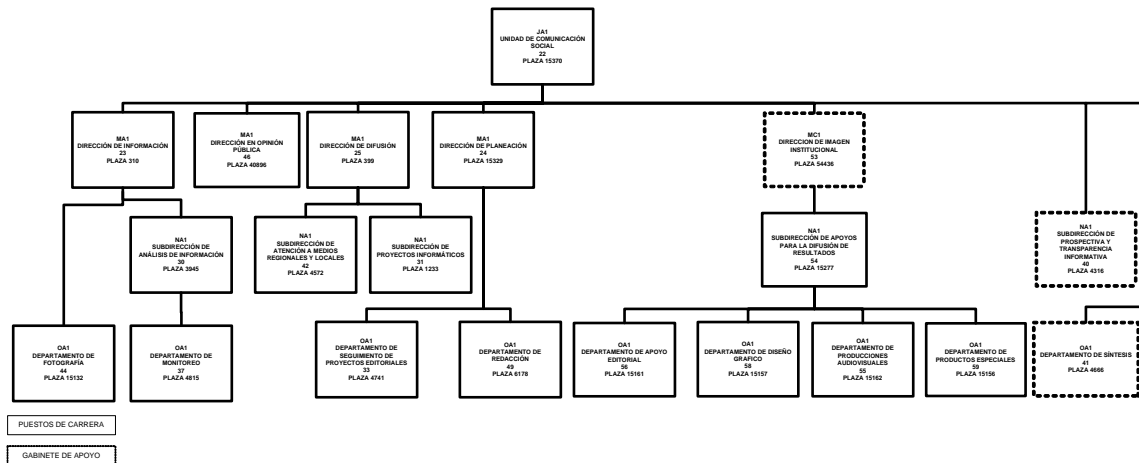 JA1
UNIDAD DE COMUNICACIÓN
SOCIAL
22
PLAZA 15370
MA1
DIRECCIÓN DE INFORMACIÓN
23
PLAZA 310
MA1
DIRECCIÓN EN OPINIÓN
PÚBLICA
46
PLAZA 40896
MA1
DIRECCIÓN DE DIFUSIÓN
25
PLAZA 399
MA1
DIRECCIÓN DE PLANEACIÓN
24
PLAZA 15329
MC1
DIRECCION DE IMAGEN
INSTITUCIONAL
53
PLAZA 54436
NA1
SUBDIRECCIÓN DE
ANÁLISIS DE INFORMACIÓN
30
PLAZA 3945
NA1
SUBDIRECCIÓN DE
ATENCIÓN A MEDIOS
REGIONALES Y LOCALES
42
PLAZA 4572
NA1
SUBDIRECCIÓN DE
PROYECTOS INFORMÁTICOS
31
PLAZA 1233
NA1
SUBDIRECCIÓN DE APOYOS
PARA LA DIFUSIÓN DE
RESULTADOS
54
PLAZA 15277
NA1
SUBDIRECCIÓN DE
PROSPECTIVA Y
TRANSPARENCIA
INFORMATIVA
40
PLAZA 4316
OA1
DEPARTAMENTO DE
FOTOGRAFÍA
44
PLAZA 15132
OA1
DEPARTAMENTO DE
MONITOREO
37
PLAZA 4815
OA1
DEPARTAMENTO DE
SEGUIMIENTO DE
PROYECTOS EDITORIALES
33
PLAZA 4741
OA1
DEPARTAMENTO DE
REDACCIÓN
49
PLAZA 6178
OA1
DEPARTAMENTO DE APOYO
EDITORIAL
56
PLAZA 15161
OA1
DEPARTAMENTO DE DISEÑO
GRAFICO
58
PLAZA 15157
OA1
DEPARTAMENTO DE
PRODUCCIONES
AUDIOVISUALES
55
PLAZA 15162
OA1
DEPARTAMENTO DE
PRODUCTOS ESPECIALES
59
PLAZA 15156
OA1
DEPARTAMENTO DE SÍNTESIS
41
PLAZA 4666
PUESTOS DE CARRERA
GABINETE DE APOYO